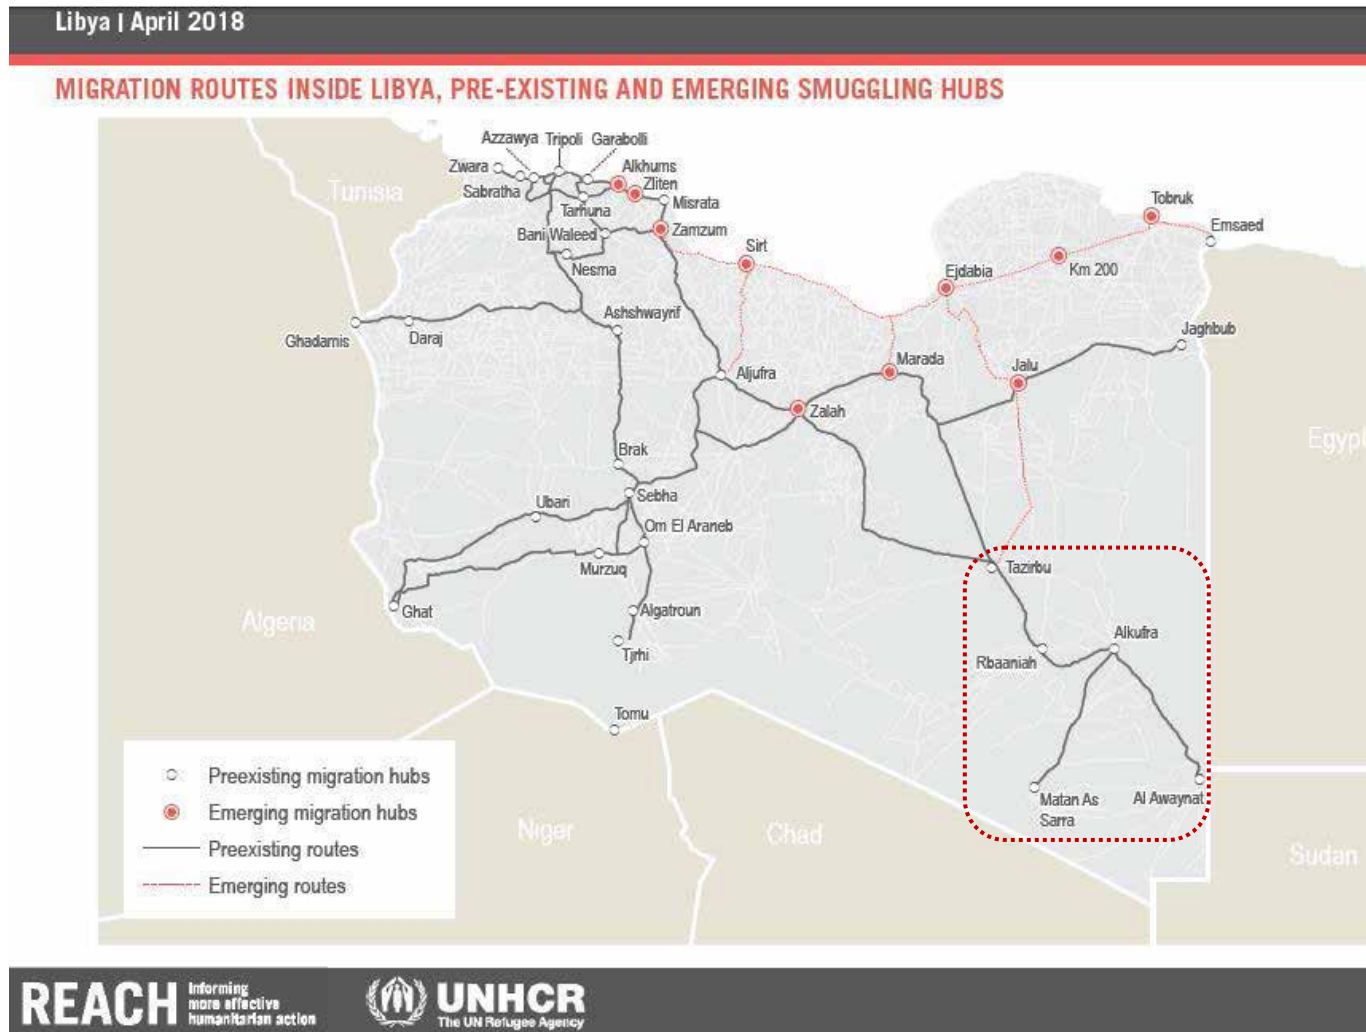 Libya | April 2018
MIGRATION ROUTES INSIDE LIBYA, PRE-EXISTING AND EMERGING SMUGGLING HUBS
Azzawya Tripoli Garabolli
Zwara
Alkhums
Zliten
Sabratha
Tarhuna
Misrata
Tunisia
Bani Waleed
Zamzum
Nesma
Sirt
Tobruk
Emsaed
Ejdabia
Km 200
Ashshwayrif
Ghadamis
Daraj
Jaghbub
Aljufra
Marada
Jalu
Zalah
Egypt
Brak
Sebha
Ubari
Om El Araneb
Murzuq
Tazirbu
Ghat
Algatroun
Algeria
Tjrhi
Alkufra
Rbaaniah
Tomu
Matan As
Sarra
Al Awaynat
Niger
Chad
Sudan
Preexisting migration hubs
Emerging migration hubs
Preexisting routes
Emerging routes
REACH
Informing
more effective
humanitarian action
UNHCR
The UN Refugee Agency